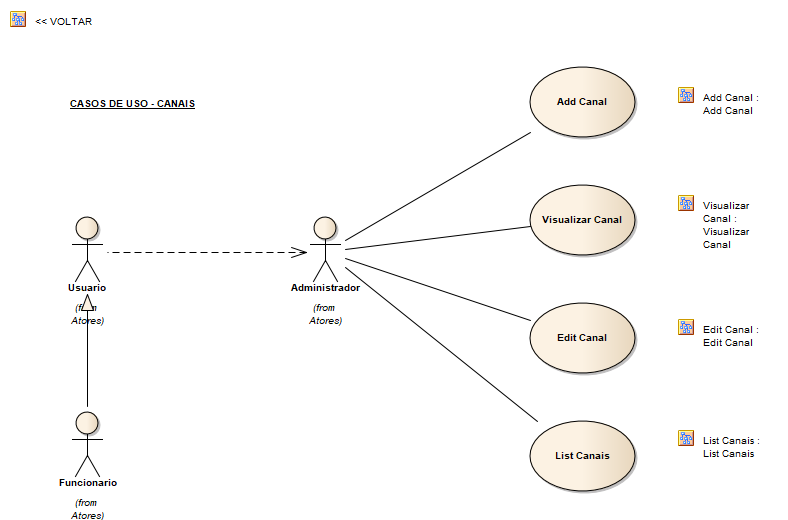 << VOLTAR
CASOS DE USO - CANAIS
Add Canal
Add Canal :
Add Canal
Visualizar Canal
Visualizar
Canal :
Visualizar
Canal
Usuario
(from
Atores)
Administrador
(from
Atores)
Edit Canal
Edit Canal :
Edit Canal
Funcionario
(from
Atores)
List Canais
List Canais :
List Canais